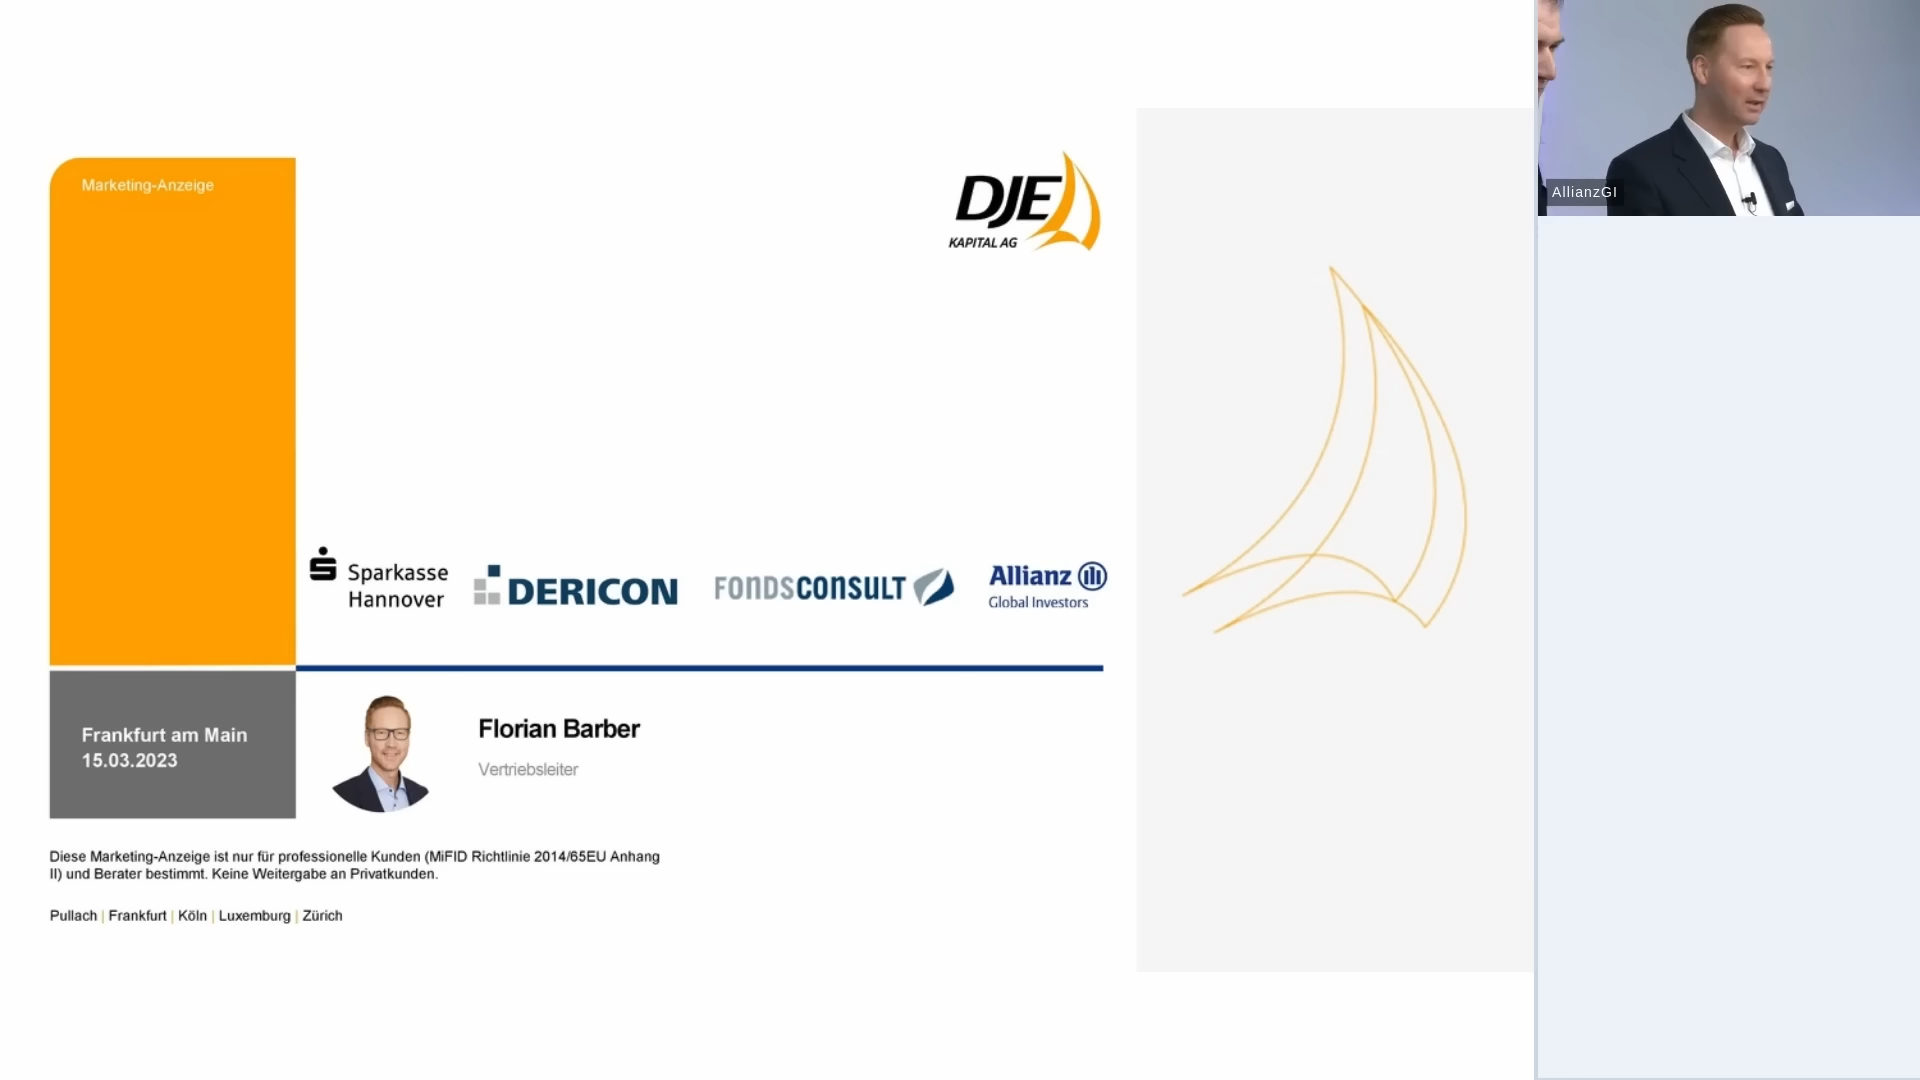 Marketing-Anzeige
DJE
KAPITAL AG
AllianzGI
Sparkasse
Hannover
DERICON
FONDSCONSULT
Allianz
Global Investors
Frankfurt am Main
15.03.2023
Florian Barber
Vertriebsleiter
Diese Marketing-Anzeige ist nur für professionelle Kunden (MiFID Richtlinie 2014/65EU Anhang
II) und Berater bestimmt. Keine Weitergabe an Privatkunden.
Pullach | Frankfurt | Köln | Luxemburg | Zürich